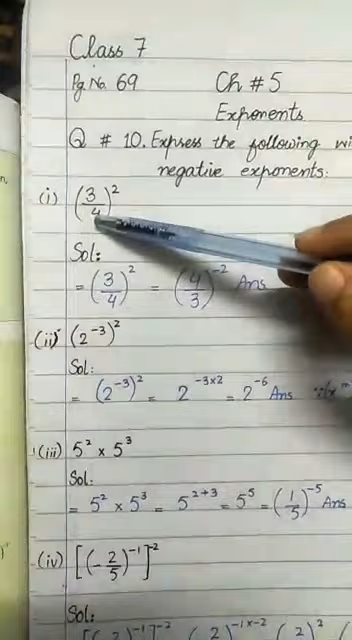 Class 7
Pg. No. 69 Ch # 5
Exponents
Q # 10. Express the following
negative exponents.
(i) (3/4)²
Sol:
= (3/4)² = (4/3)⁻² Ans
(ii) (2⁻³)²
Sol:
= (2⁻³)² = 2⁻³ˣ² = 2⁻⁶ Ans
(iii) 5² × 5³
Sol:
= 5² × 5³ = 5²⁺³ = 5⁵ = (1/5)⁻⁵ Ans
(iv) [(-2/5)⁻¹]⁻²
Sol: